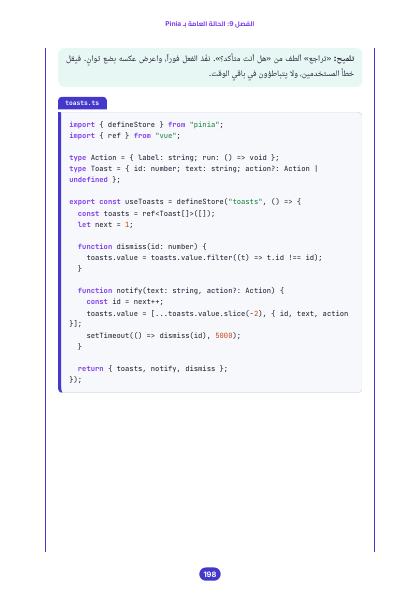 الفصل 9: الحالة العامة بـ Pinia
تلميح: «تراجع» ألطف من «هل أنت متأكد؟». نفّذ الفعل فوراً، واعرض عكسه بضع ثوانٍ. فيقل
خطأ المستخدمين، ولا يتباطؤون في باقي الوقت.
toasts.ts
import { defineStore } from "pinia";
import { ref } from "vue";
type Action = { label: string; run: () => void };
type Toast = { id: number; text: string; action?: Action |
undefined };
export const useToasts = defineStore("toasts", () => {
  const toasts = ref<Toast[]>([]);
  let next = 1;
  function dismiss(id: number) {
    toasts.value = toasts.value.filter((t) => t.id !== id);
  }
  function notify(text: string, action?: Action) {
    const id = next++;
    toasts.value = [...toasts.value.slice(-2), { id, text, action
}];
    setTimeout(() => dismiss(id), 5000);
  }
  return { toasts, notify, dismiss };
});
198